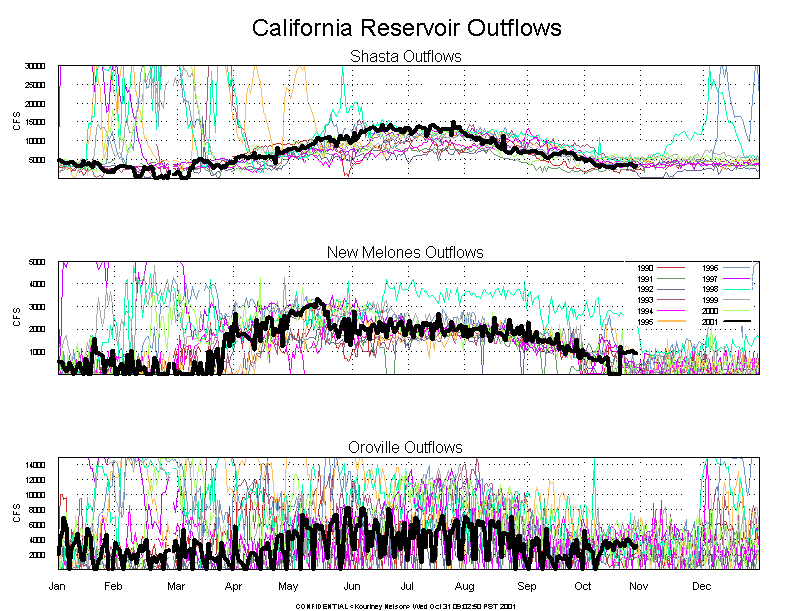 California Reservoir Outflows
Shasta Outflows
30000
25000
20000
15000
10000
5000
CFS
New Melones Outflows
5000
4000
3000
2000
1000
CFS
1990 1996
1991 1997
1992 1998
1993 1999
1994 2000
1995 2001
Oroville Outflows
14000
12000
10000
8000
6000
4000
2000
CFS
Jan Feb Mar Apr May Jun Jul Aug Sep Oct Nov Dec
CONFIDENTIAL <Kourtney Nelson> Wed Oct 31 09:02:50 PST 2001